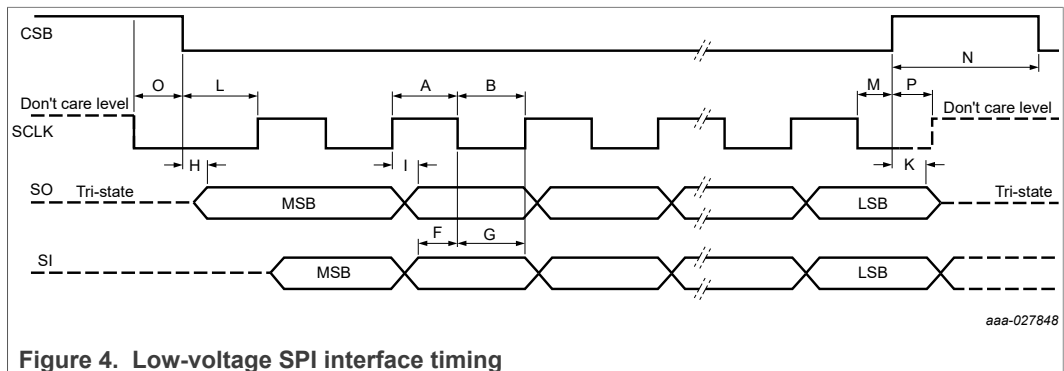 CSB
N
O L A B M P
Don't care level Don't care level
SCLK
H I K
SO Tri-state Tri-state
MSB LSB
F G
SI
MSB LSB
aaa-027848
Figure 4. Low-voltage SPI interface timing